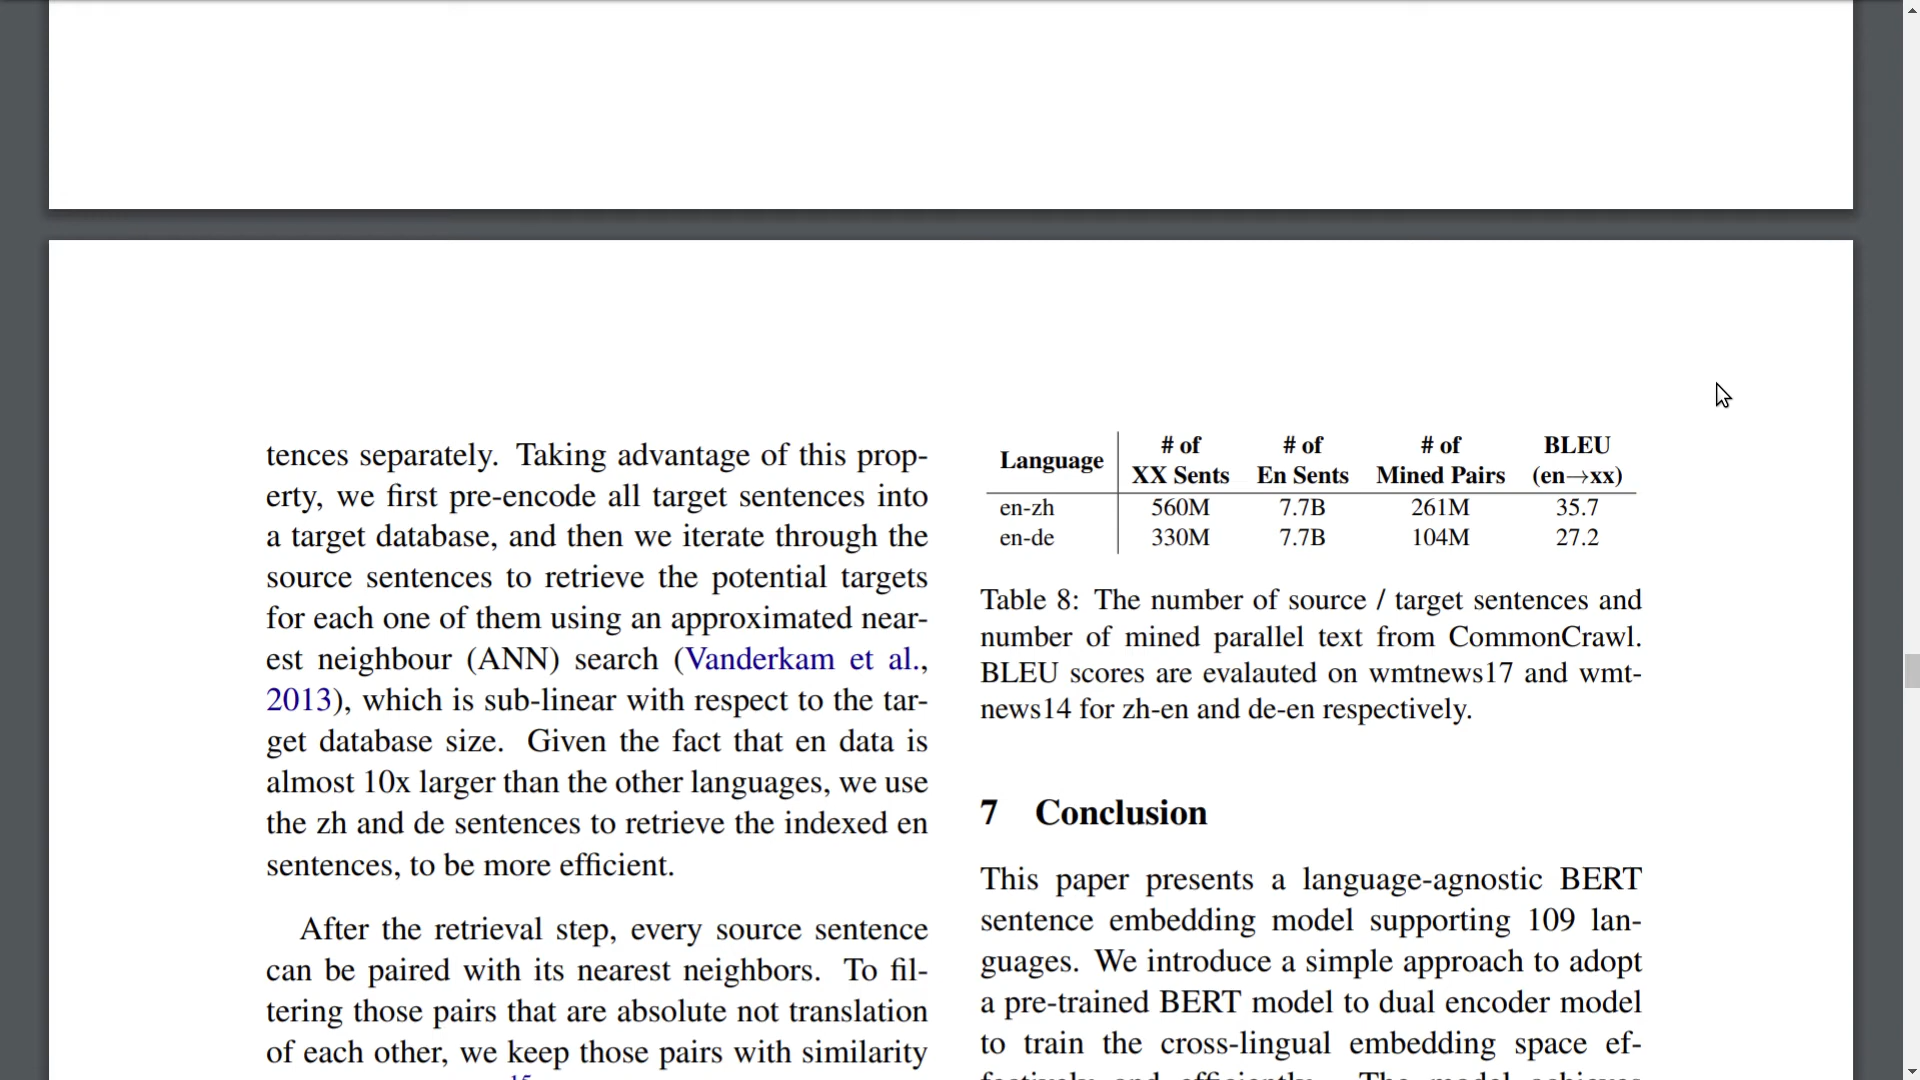 tences separately. Taking advantage of this prop-
erty, we first pre-encode all target sentences into
a target database, and then we iterate through the
source sentences to retrieve the potential targets
for each one of them using an approximated near-
est neighbour (ANN) search (Vanderkam et al.,
2013), which is sub-linear with respect to the tar-
get database size. Given the fact that en data is
almost 10x larger than the other languages, we use
the zh and de sentences to retrieve the indexed en
sentences, to be more efficient.
After the retrieval step, every source sentence
can be paired with its nearest neighbors. To fil-
tering those pairs that are absolute not translation
of each other, we keep those pairs with similarity
Language # of XX Sents # of En Sents # of Mined Pairs BLEU (en→xx)
en-zh 560M 7.7B 261M 35.7
en-de 330M 7.7B 104M 27.2
Table 8: The number of source / target sentences and
number of mined parallel text from CommonCrawl.
BLEU scores are evalauted on wmtnews17 and wmt-
news14 for zh-en and de-en respectively.
7 Conclusion
This paper presents a language-agnostic BERT
sentence embedding model supporting 109 lan-
guages. We introduce a simple approach to adopt
a pre-trained BERT model to dual encoder model
to train the cross-lingual embedding space ef-